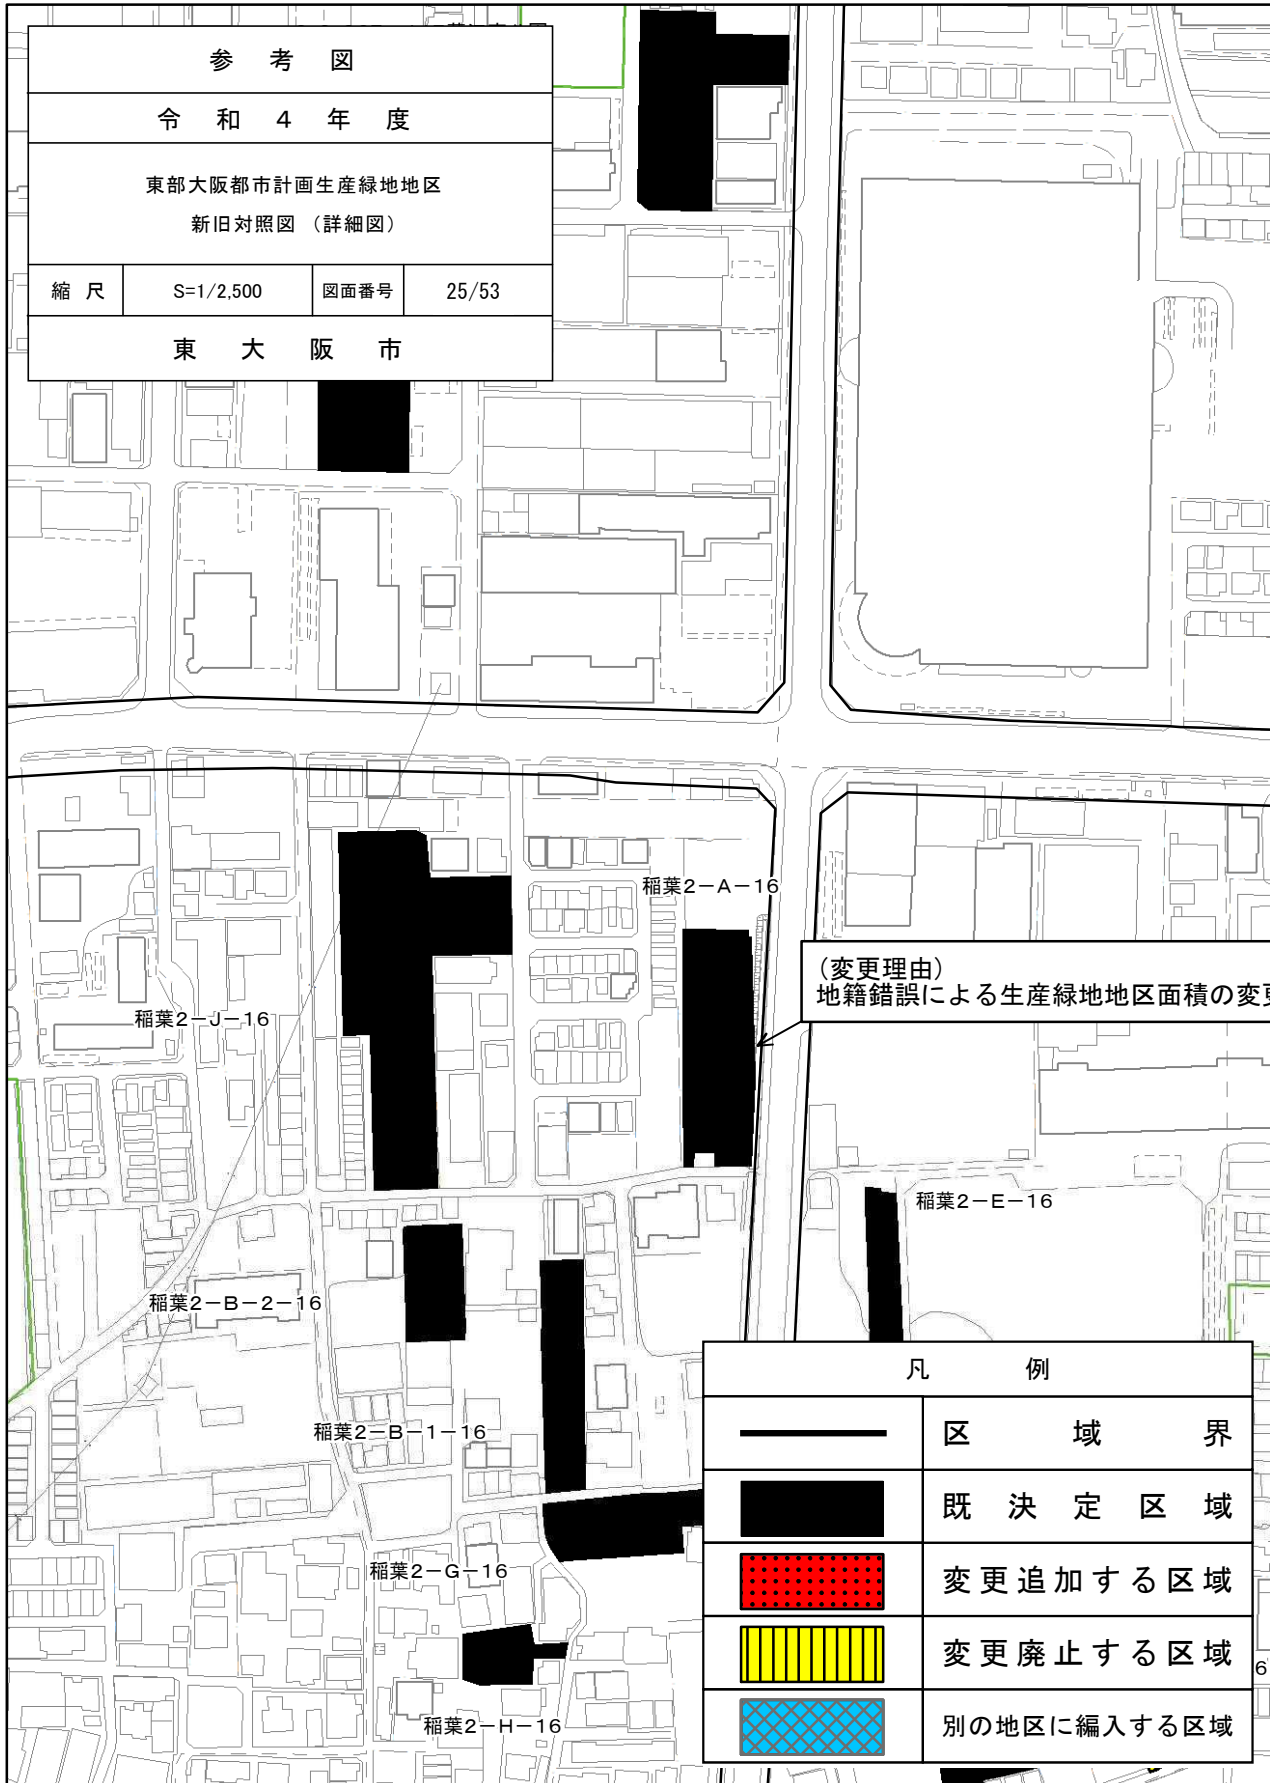 参考図
令和4年度
東部大阪都市計画生産緑地地区
新旧対照図 （詳細図）
縮尺 S=1/2,500 図面番号 25/53
東大阪市
稲葉2－A－16
（変更理由）
地籍錯誤による生産緑地地区面積の変
稲葉2－J－16
稲葉2－E－16
稲葉2－B－2－16
稲葉2－B－1－16
稲葉2－G－16
稲葉2－H－16
凡例
区域界
既決定区域
変更追加する区域
変更廃止する区域
別の地区に編入する区域
6